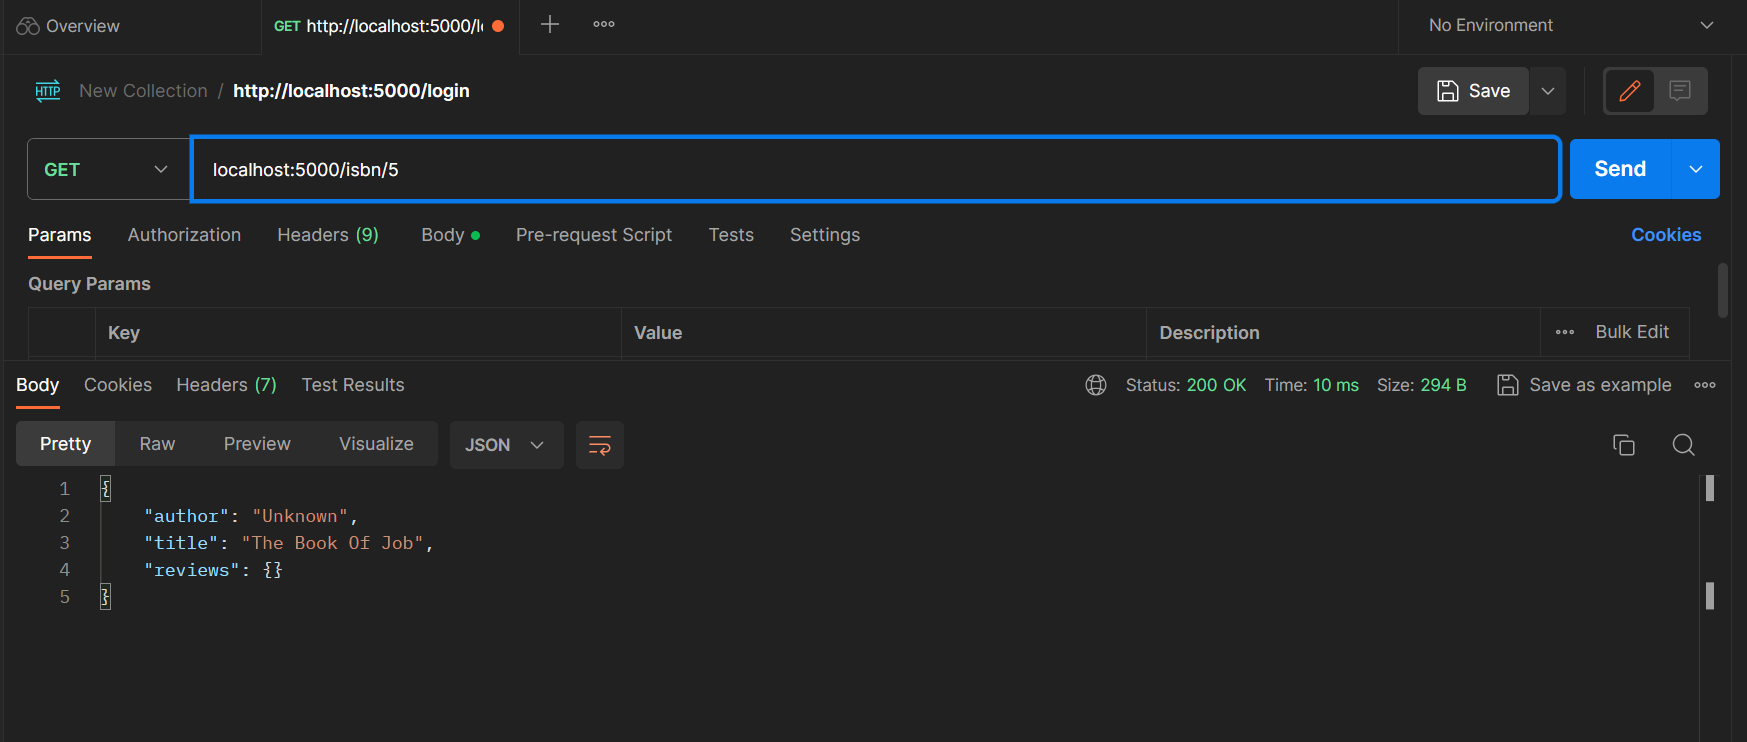 Overview GET http://localhost:5000/l No Environment
HTTP New Collection / http://localhost:5000/login Save
GET localhost:5000/isbn/5 Send
Params Authorization Headers (9) Body Pre-request Script Tests Settings Cookies
Query Params
Key Value Description Bulk Edit
Body Cookies Headers (7) Test Results Status: 200 OK Time: 10 ms Size: 294 B Save as example
Pretty Raw Preview Visualize JSON
1 {
2 "author": "Unknown",
3 "title": "The Book Of Job",
4 "reviews": {}
5 }